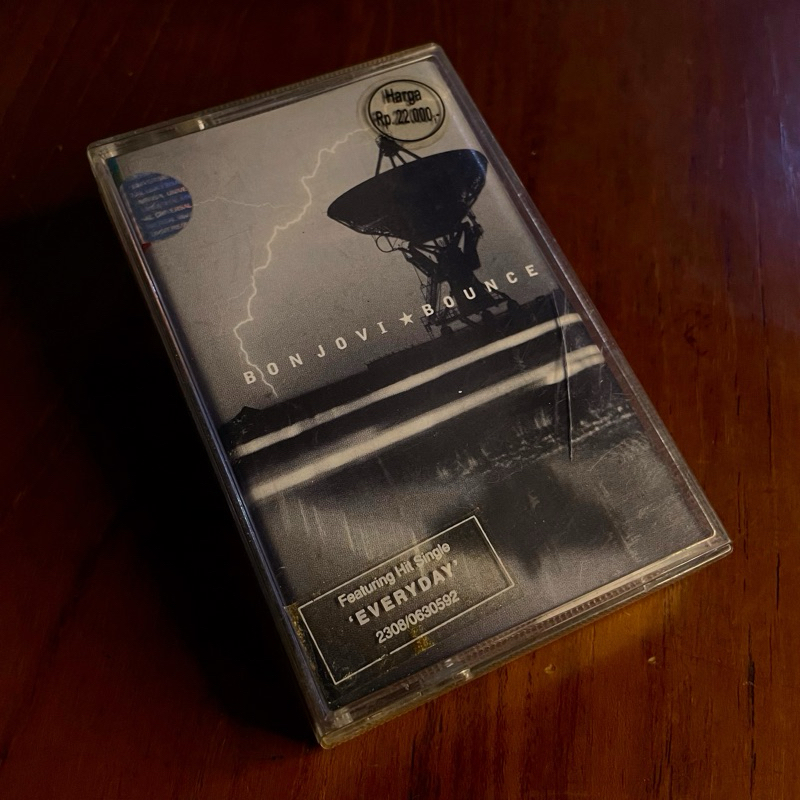 Harga
Rp. 22.000,-
BON JOVI ★ BOUNCE
Featuring Hit Single
'EVERYDAY'
2308/0630592